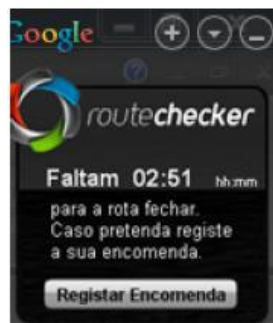 Google
routechecker
Faltam 02:51 hh:mm
para a rota fechar.
Caso pretenda registe
a sua encomenda.
Registar Encomenda